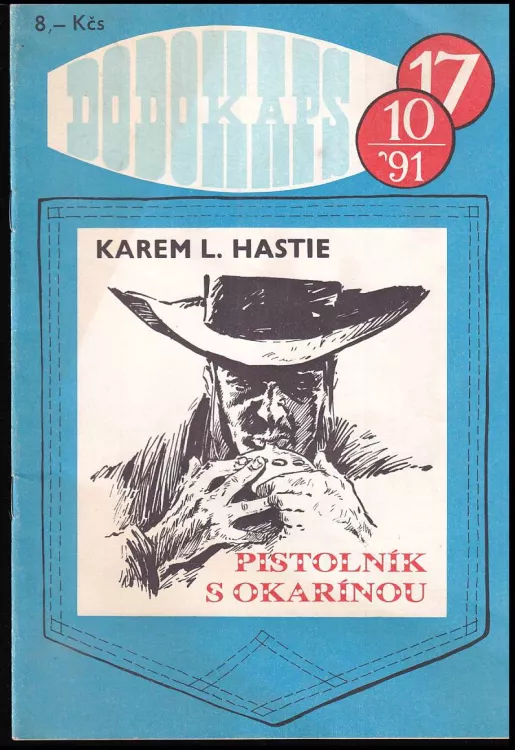 8,– Kčs
DODOKAPS
17
10
'91
KAREM L. HASTIE
PISTOLNÍK
S OKARÍNOU